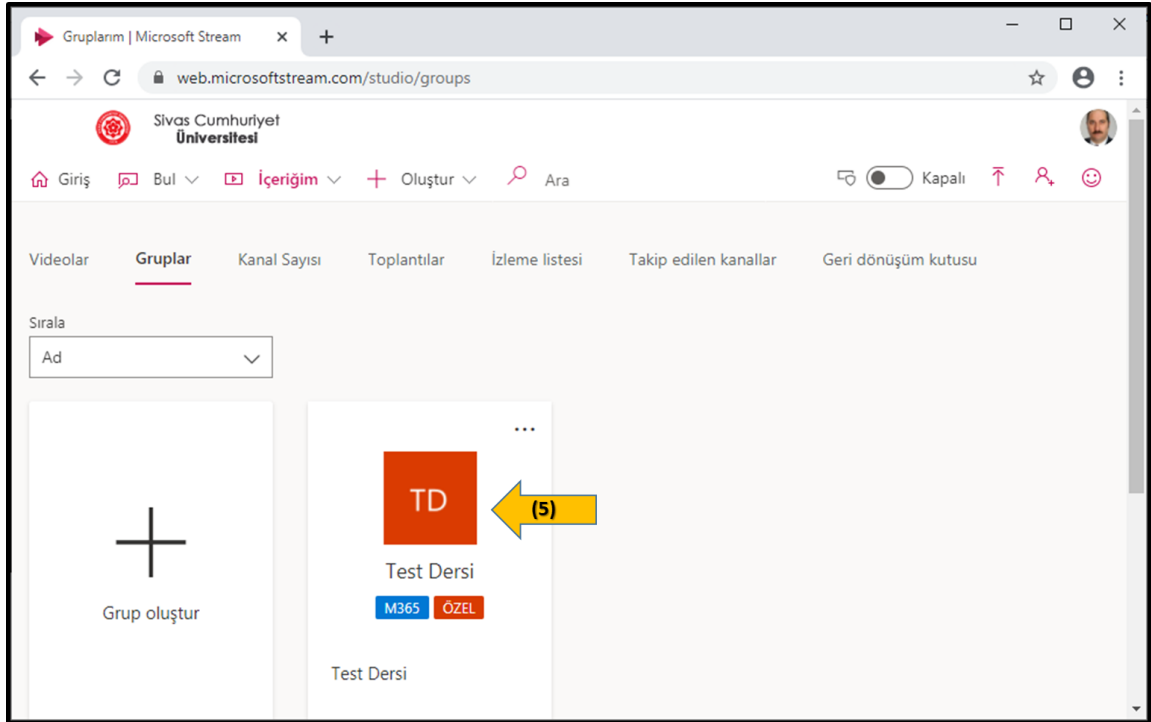 Gruplarım | Microsoft Stream
web.microsoftstream.com/studio/groups
Sivas Cumhuriyet
Üniversitesi
Giriş Bul İçeriğim Oluştur Ara Kapalı
Videolar Gruplar Kanal Sayısı Toplantılar İzleme listesi Takip edilen kanallar Geri dönüşüm kutusu
Sırala
Ad
TD
(5)
Test Dersi
M365 ÖZEL
Grup oluştur
Test Dersi